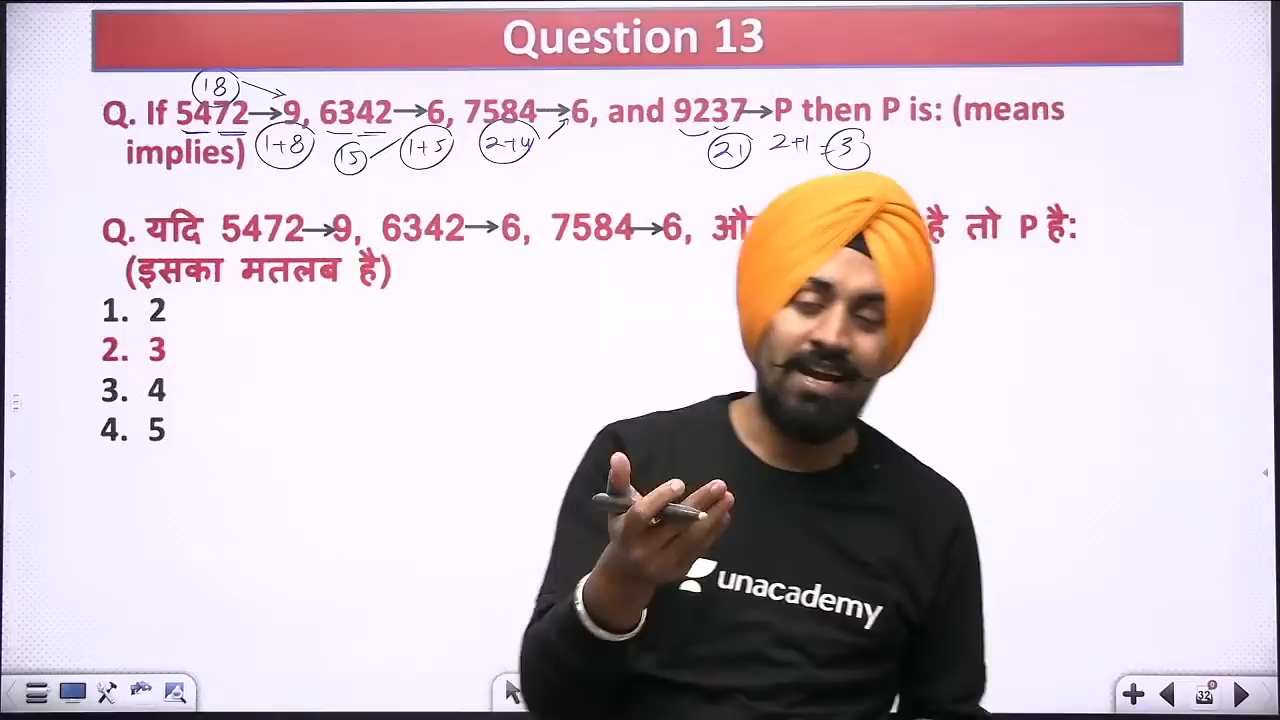 Question 13
18
Q. If 5472→9, 6342→6, 7584→6, and 9237→P then P is: (means
implies) 1+8 15 1+5 2+4 21 2+1 =3
Q. यदि 5472→9, 6342→6, 7584→6, है तो P है:
(इसका मतलब है)
1. 2
2. 3
3. 4
4. 5
unacademy
32